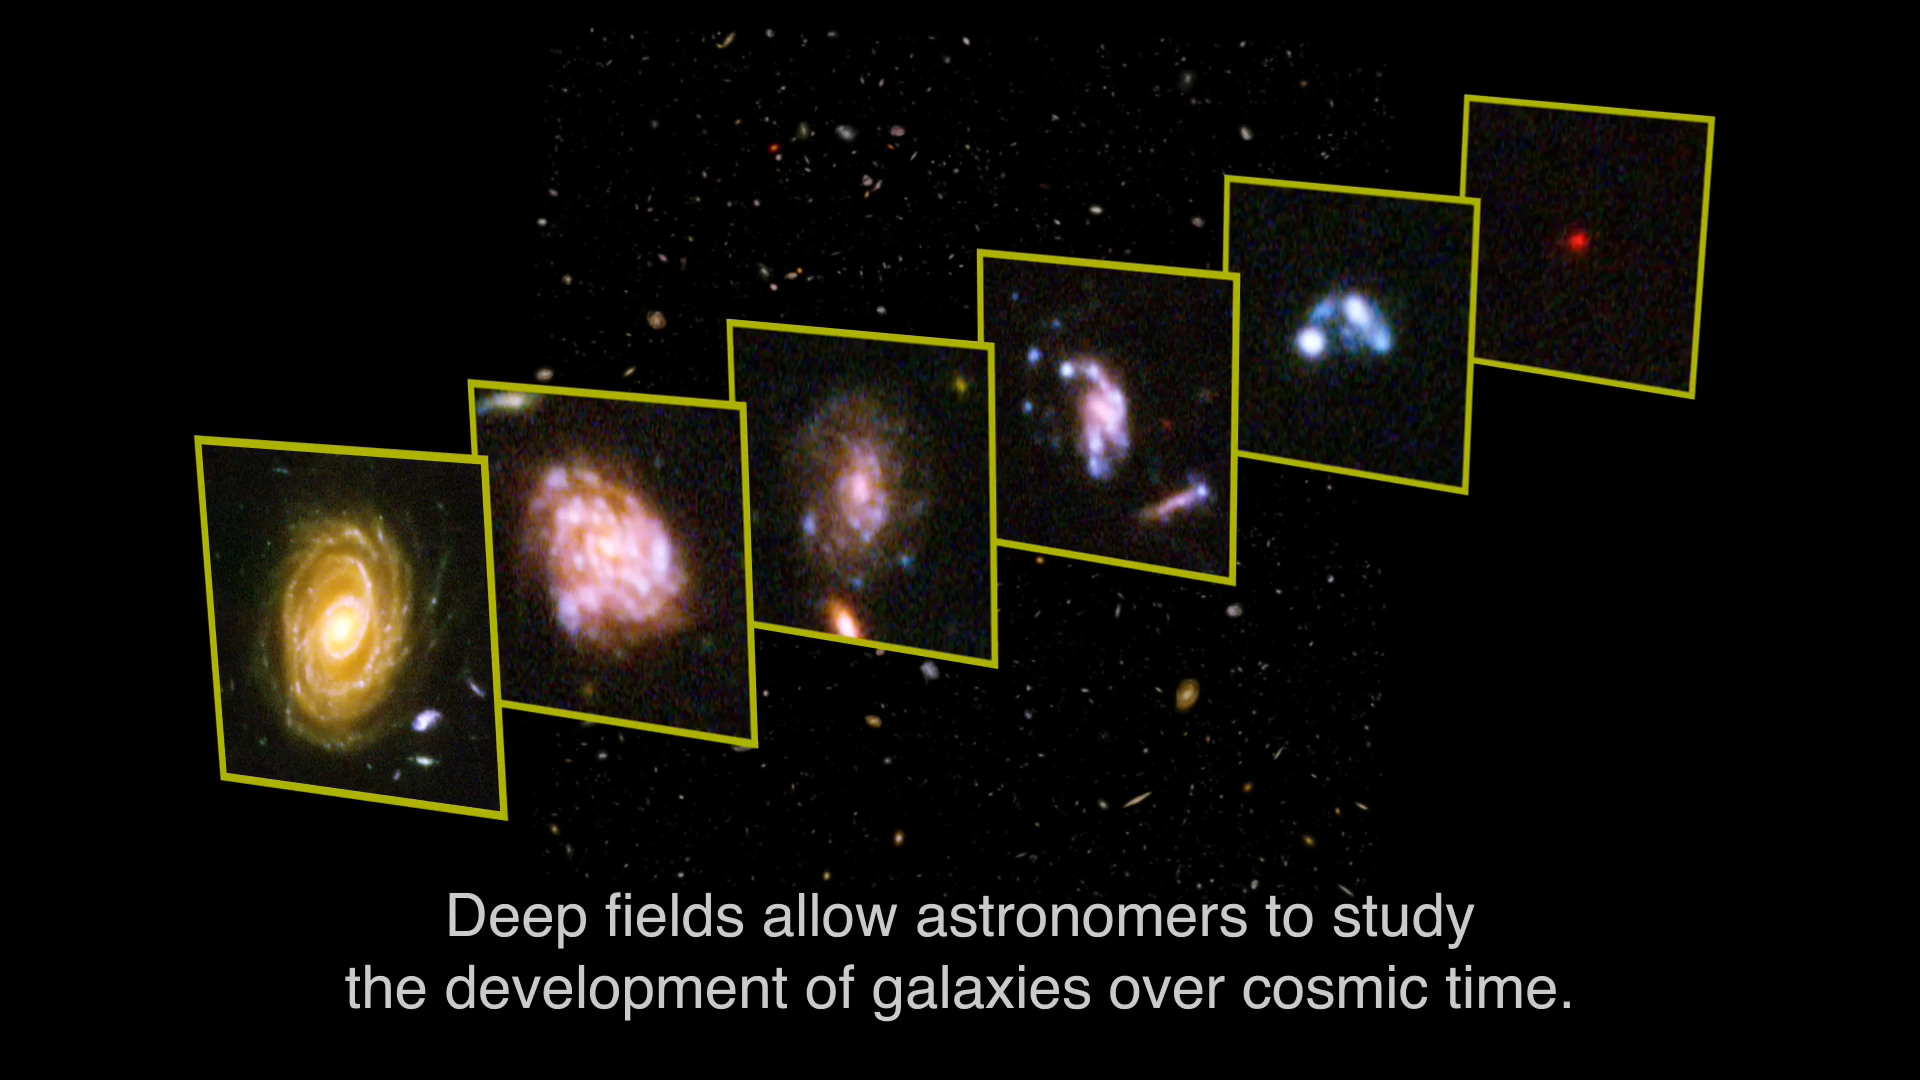 Deep fields allow astronomers to study
the development of galaxies over cosmic time.